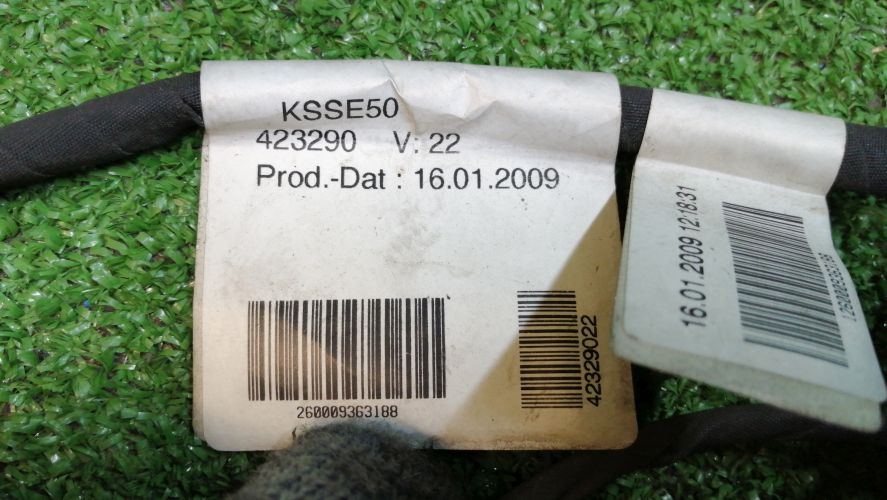 KSSE50
423290 V: 22
Prod.-Dat : 16.01.2009
260009363188
42329022
16.01.2009 12:18:31